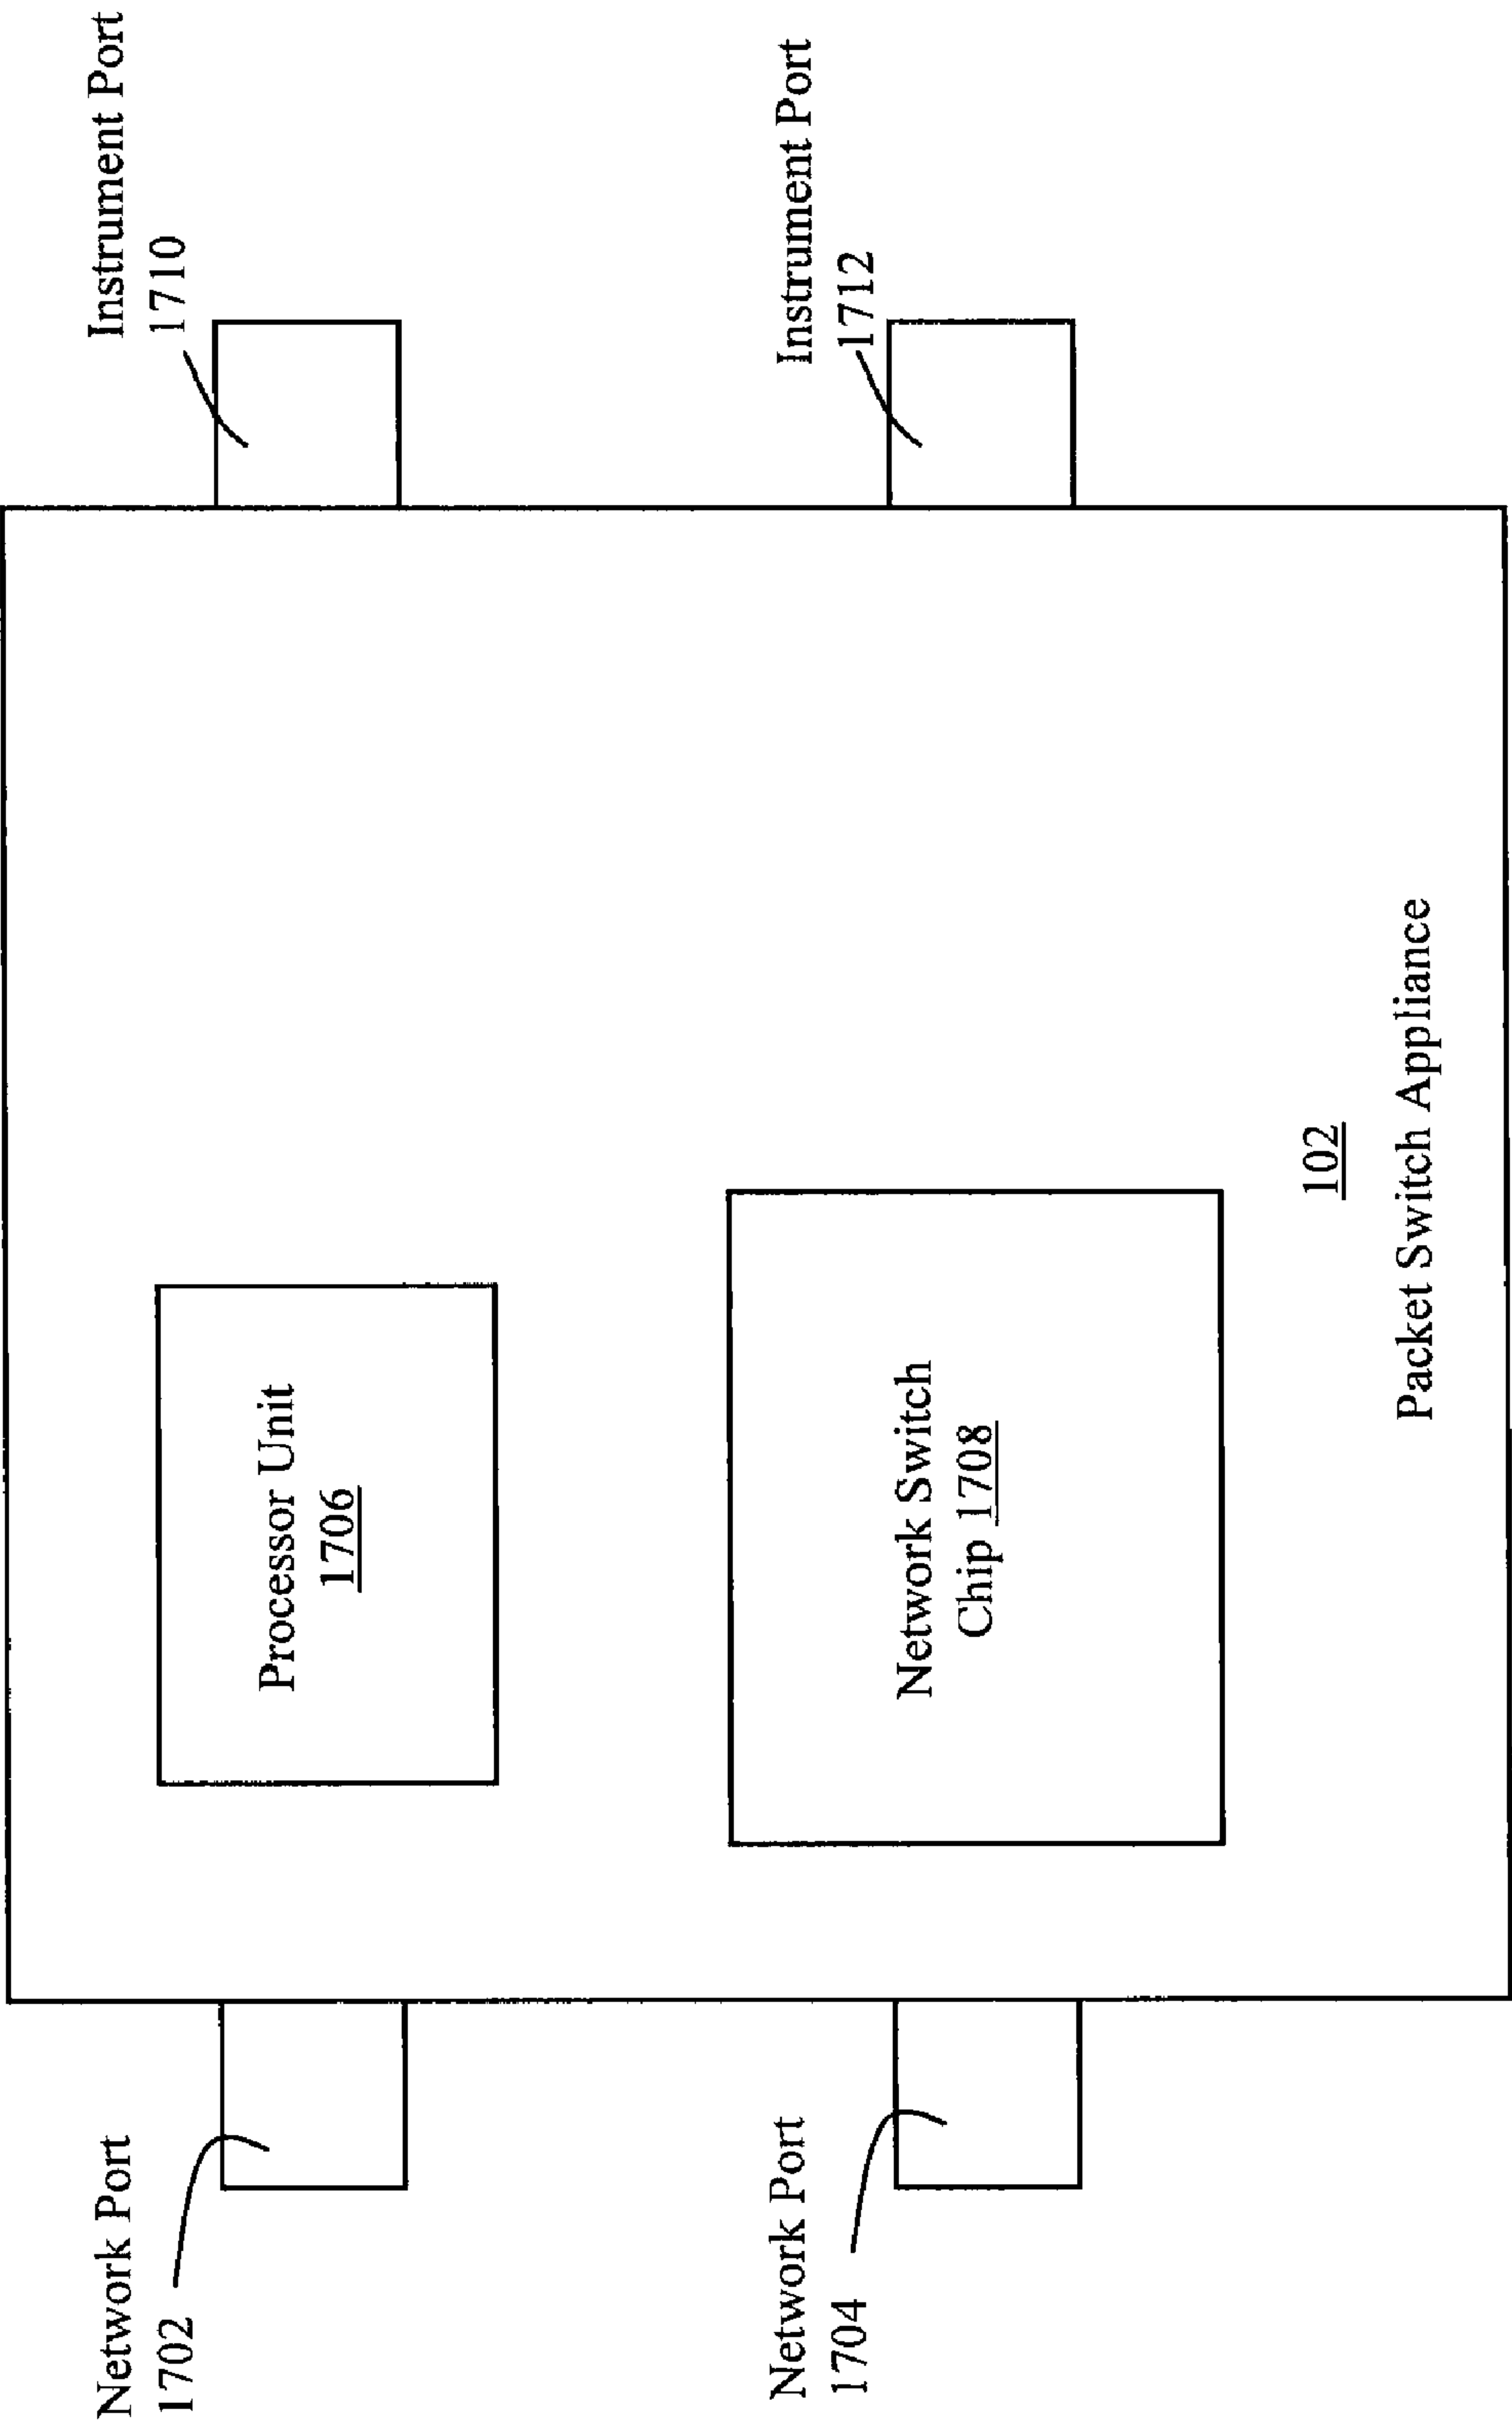 Network Port
1702
Instrument Port
1710
Processor Unit
1706
Network Port
1704
Instrument Port
1712
Network Switch
Chip 1708
102
Packet Switch Appliance